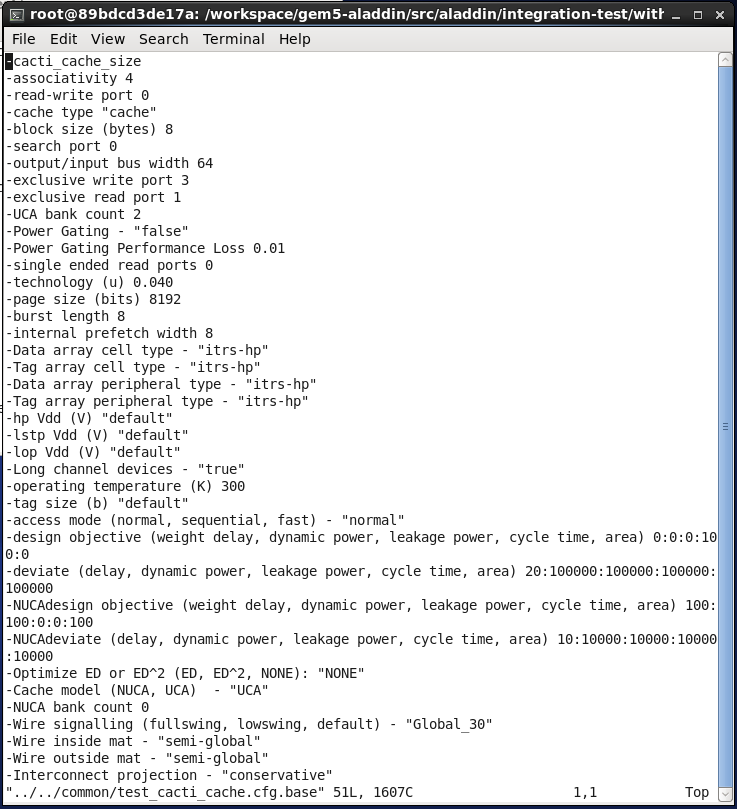 root@89bdcd3de17a: /workspace/gem5-aladdin/src/aladdin/integration-test/with
File Edit View Search Terminal Help
-cacti_cache_size
-associativity 4
-read-write port 0
-cache type "cache"
-block size (bytes) 8
-search port 0
-output/input bus width 64
-exclusive write port 3
-exclusive read port 1
-UCA bank count 2
-Power Gating - "false"
-Power Gating Performance Loss 0.01
-single ended read ports 0
-technology (u) 0.040
-page size (bits) 8192
-burst length 8
-internal prefetch width 8
-Data array cell type - "itrs-hp"
-Tag array cell type - "itrs-hp"
-Data array peripheral type - "itrs-hp"
-Tag array peripheral type - "itrs-hp"
-hp Vdd (V) "default"
-lstp Vdd (V) "default"
-lop Vdd (V) "default"
-Long channel devices - "true"
-operating temperature (K) 300
-tag size (b) "default"
-access mode (normal, sequential, fast) - "normal"
-design objective (weight delay, dynamic power, leakage power, cycle time, area) 0:0:0:10
0:0
-deviate (delay, dynamic power, leakage power, cycle time, area) 20:100000:100000:100000:
100000
-NUCAdesign objective (weight delay, dynamic power, leakage power, cycle time, area) 100:
100:0:0:100
-NUCAdeviate (delay, dynamic power, leakage power, cycle time, area) 10:10000:10000:10000
:10000
-Optimize ED or ED^2 (ED, ED^2, NONE): "NONE"
-Cache model (NUCA, UCA)  - "UCA"
-NUCA bank count 0
-Wire signalling (fullswing, lowswing, default) - "Global_30"
-Wire inside mat - "semi-global"
-Wire outside mat - "semi-global"
-Interconnect projection - "conservative"
"../../common/test_cacti_cache.cfg.base" 51L, 1607C 1,1 Top